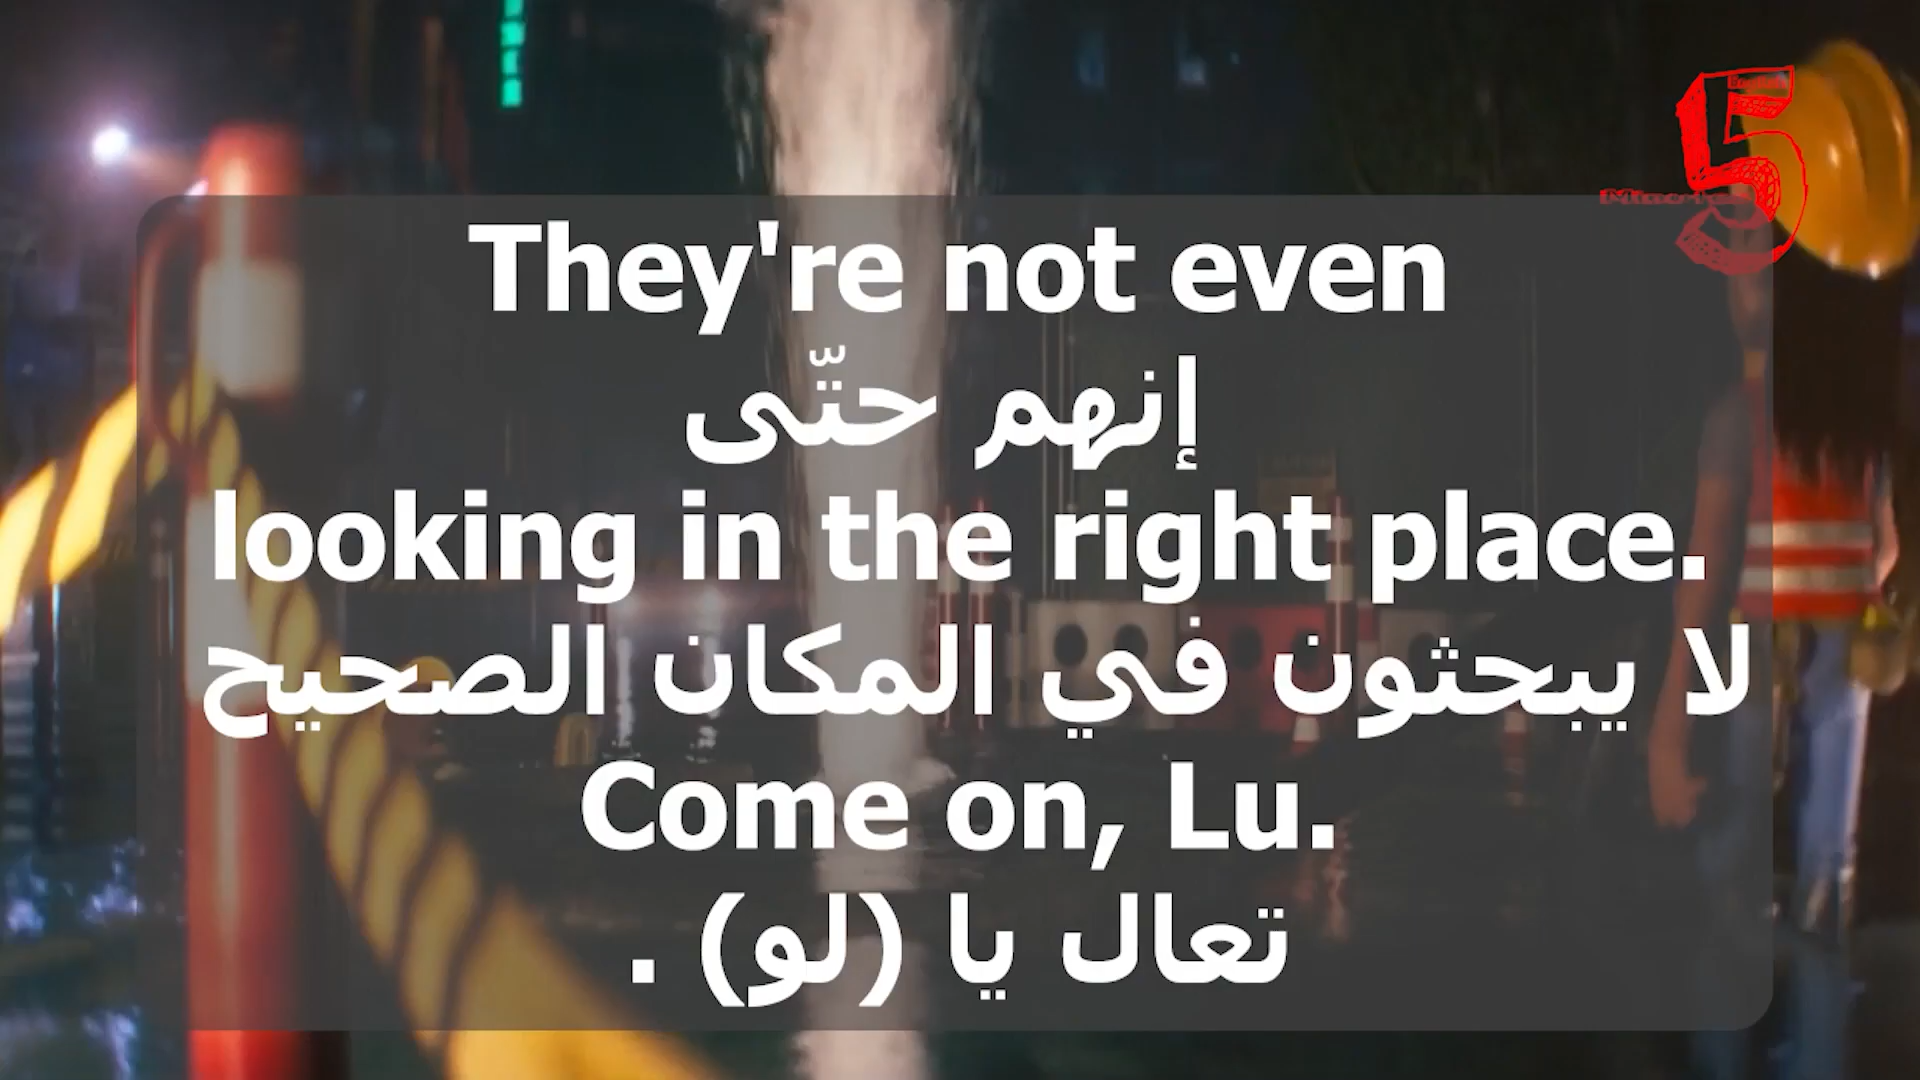 They're not even
إنهم حتّى
looking in the right place.
لا يبحثون في المكان الصحيح
Come on, Lu.
تعال يا (لو) .
5